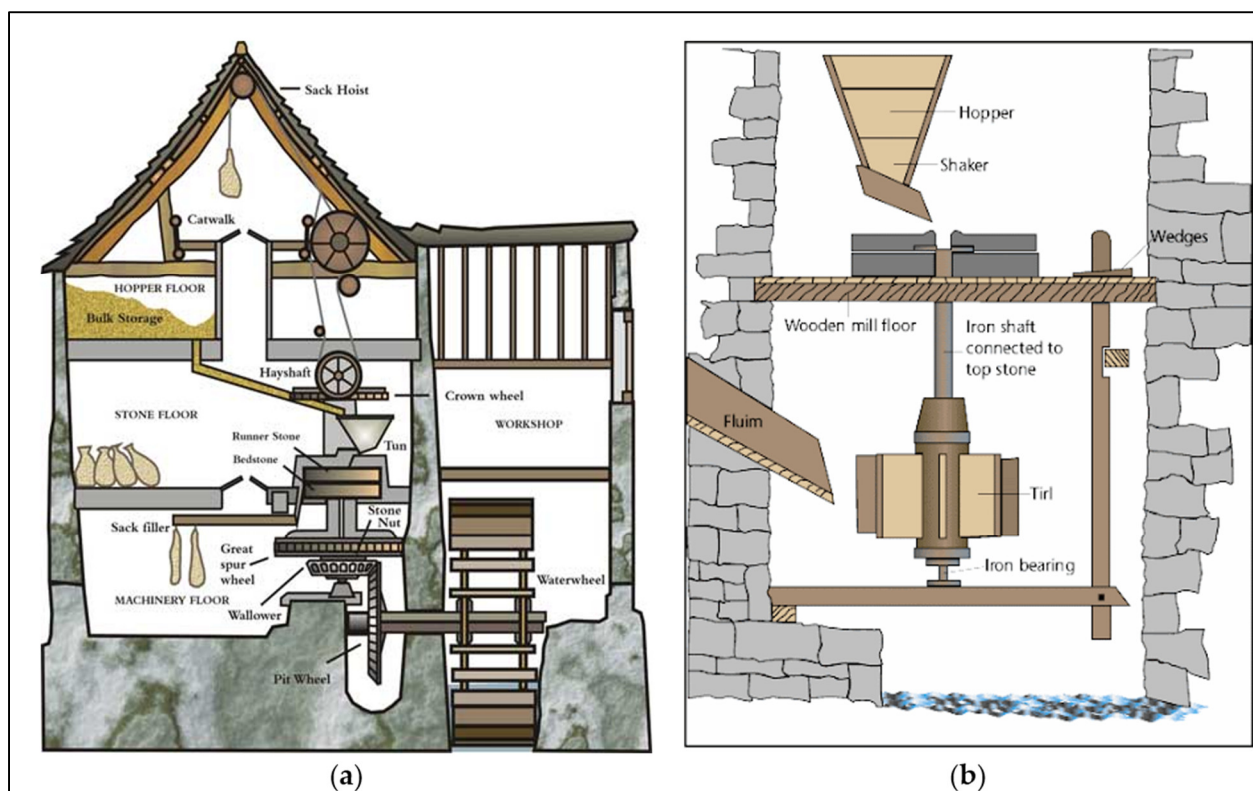 Sack Hoist
Catwalk
HOPPER FLOOR
Bulk Storage
Hayshaft
Crown wheel
STONE FLOOR
WORKSHOP
Tun
Runner Stone
Bedstone
Stone
Nut
Sack filler
Great
spur
wheel
Waterwheel
MACHINERY FLOOR
Wallower
Pit Wheel
(a)
Hopper
Shaker
Wedges
Wooden mill floor
Iron shaft
connected to
top stone
Fluim
Tirl
Iron bearing
(b)